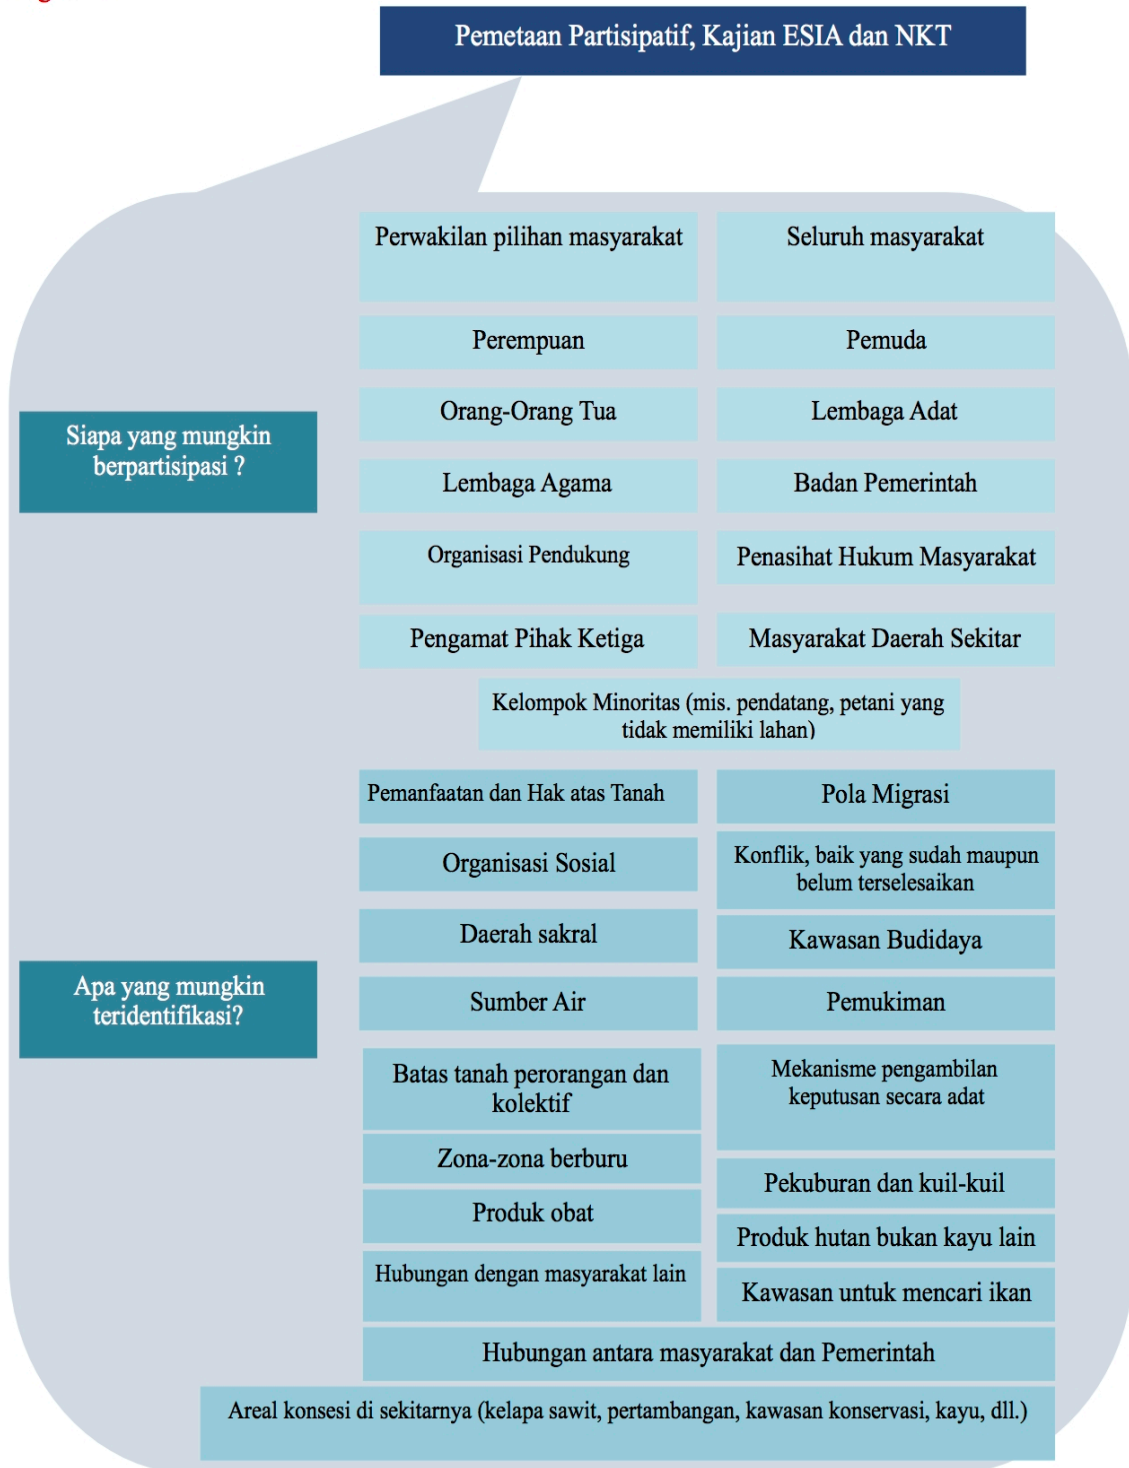 Pemetaan Partisipatif, Kajian ESIA dan NKT
Siapa yang mungkin
berpartisipasi ?
Perwakilan pilihan masyarakat
Seluruh masyarakat
Perempuan
Pemuda
Orang-Orang Tua
Lembaga Adat
Lembaga Agama
Badan Pemerintah
Organisasi Pendukung
Penasihat Hukum Masyarakat
Pengamat Pihak Ketiga
Masyarakat Daerah Sekitar
Kelompok Minoritas (mis. pendatang, petani yang
tidak memiliki lahan)
Apa yang mungkin
teridentifikasi?
Pemanfaatan dan Hak atas Tanah
Pola Migrasi
Organisasi Sosial
Konflik, baik yang sudah maupun
belum terselesaikan
Daerah sakral
Kawasan Budidaya
Sumber Air
Pemukiman
Batas tanah perorangan dan
kolektif
Mekanisme pengambilan
keputusan secara adat
Zona-zona berburu
Pekuburan dan kuil-kuil
Produk obat
Produk hutan bukan kayu lain
Hubungan dengan masyarakat lain
Kawasan untuk mencari ikan
Hubungan antara masyarakat dan Pemerintah
Areal konsesi di sekitarnya (kelapa sawit, pertambangan, kawasan konservasi, kayu, dll.)